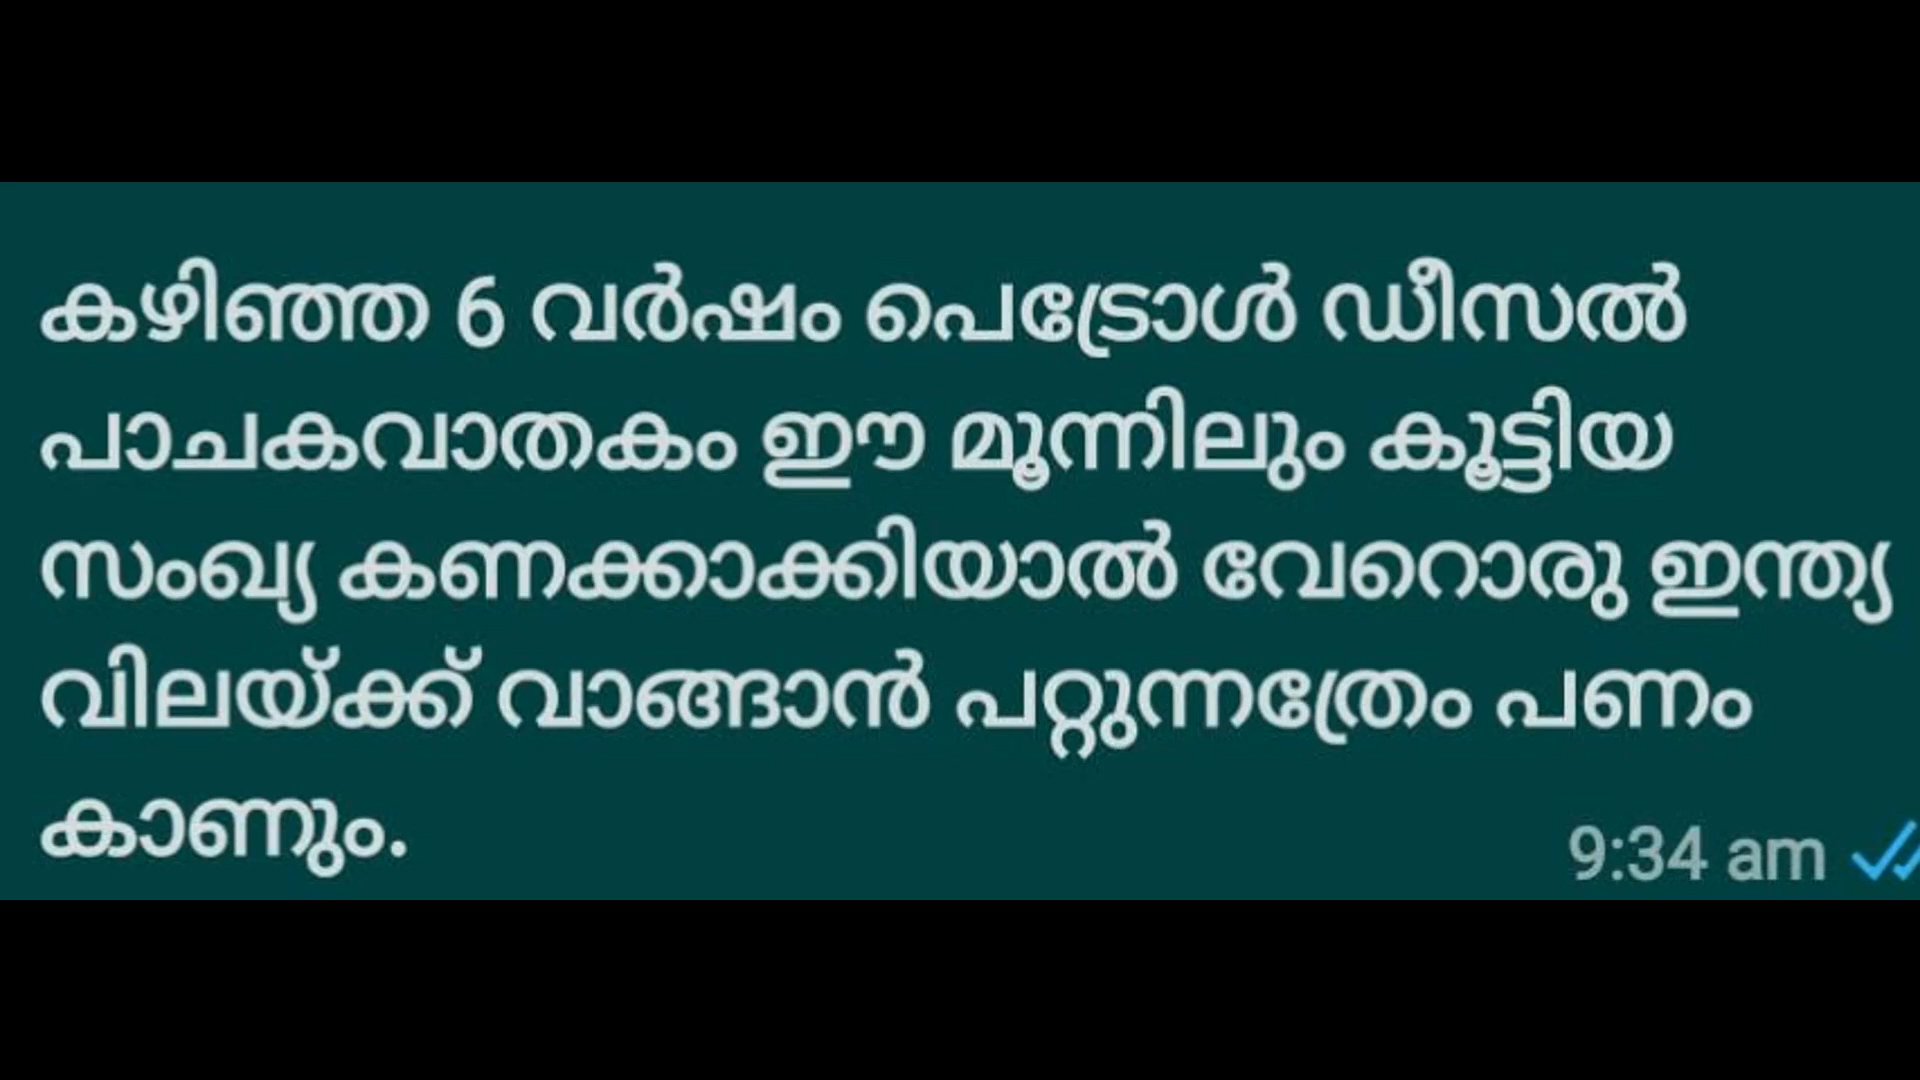 കഴിഞ്ഞ 6 വർഷം പെട്രോൾ ഡീസൽ
പാചകവാതകം ഈ മൂന്നിലും കൂട്ടിയ
സംഖ്യ കണക്കാക്കിയാൽ വേറൊരു ഇന്ത്യ
വിലയ്ക്ക് വാങ്ങാൻ പറ്റുന്നത്രേം പണം
കാണും.
9:34 am